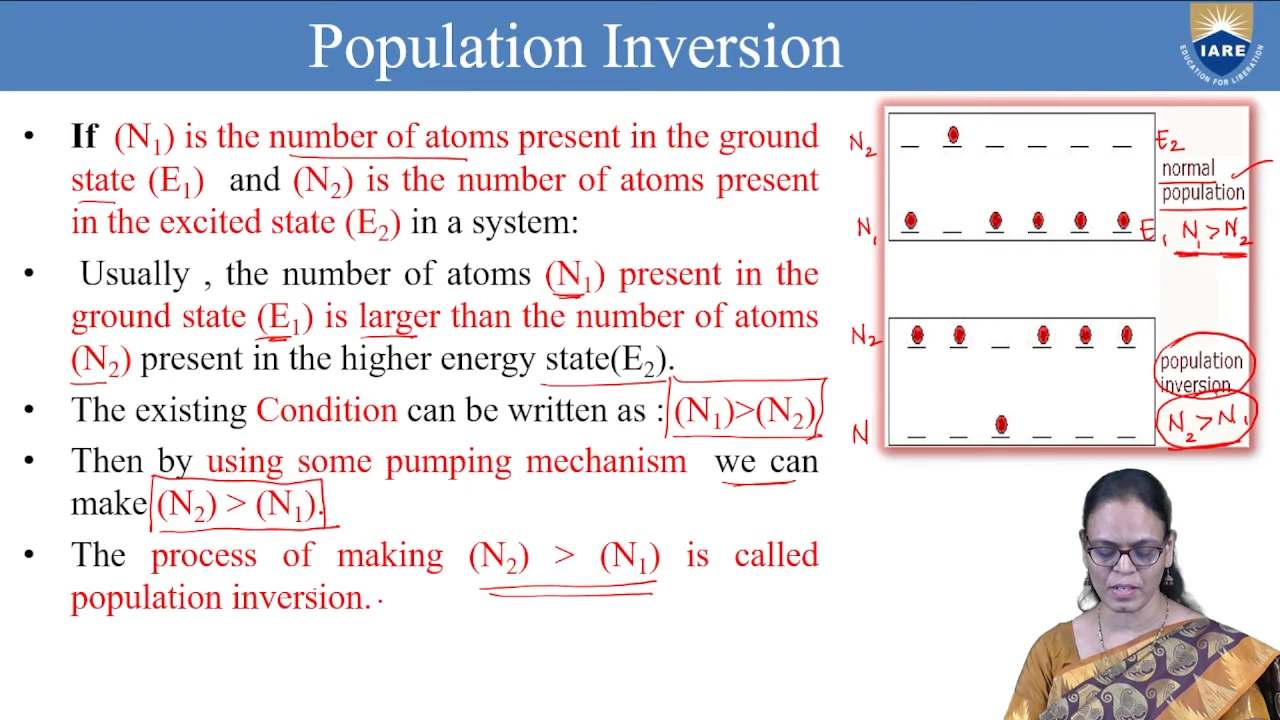 Population Inversion
IARE
EDUCATION FOR LIBERATION
• If (N₁) is the number of atoms present in the ground
state (E₁) and (N₂) is the number of atoms present
in the excited state (E₂) in a system:
• Usually , the number of atoms (N₁) present in the
ground state (E₁) is larger than the number of atoms
(N₂) present in the higher energy state(E₂).
• The existing Condition can be written as : (N₁)>(N₂)
• Then by using some pumping mechanism we can
make (N₂) > (N₁).
• The process of making (N₂) > (N₁) is called
population inversion.
N₂
E₂
normal
population
N₁
E₁
N₁ > N₂
N₂
population
inversion
N₂ > N₁
N